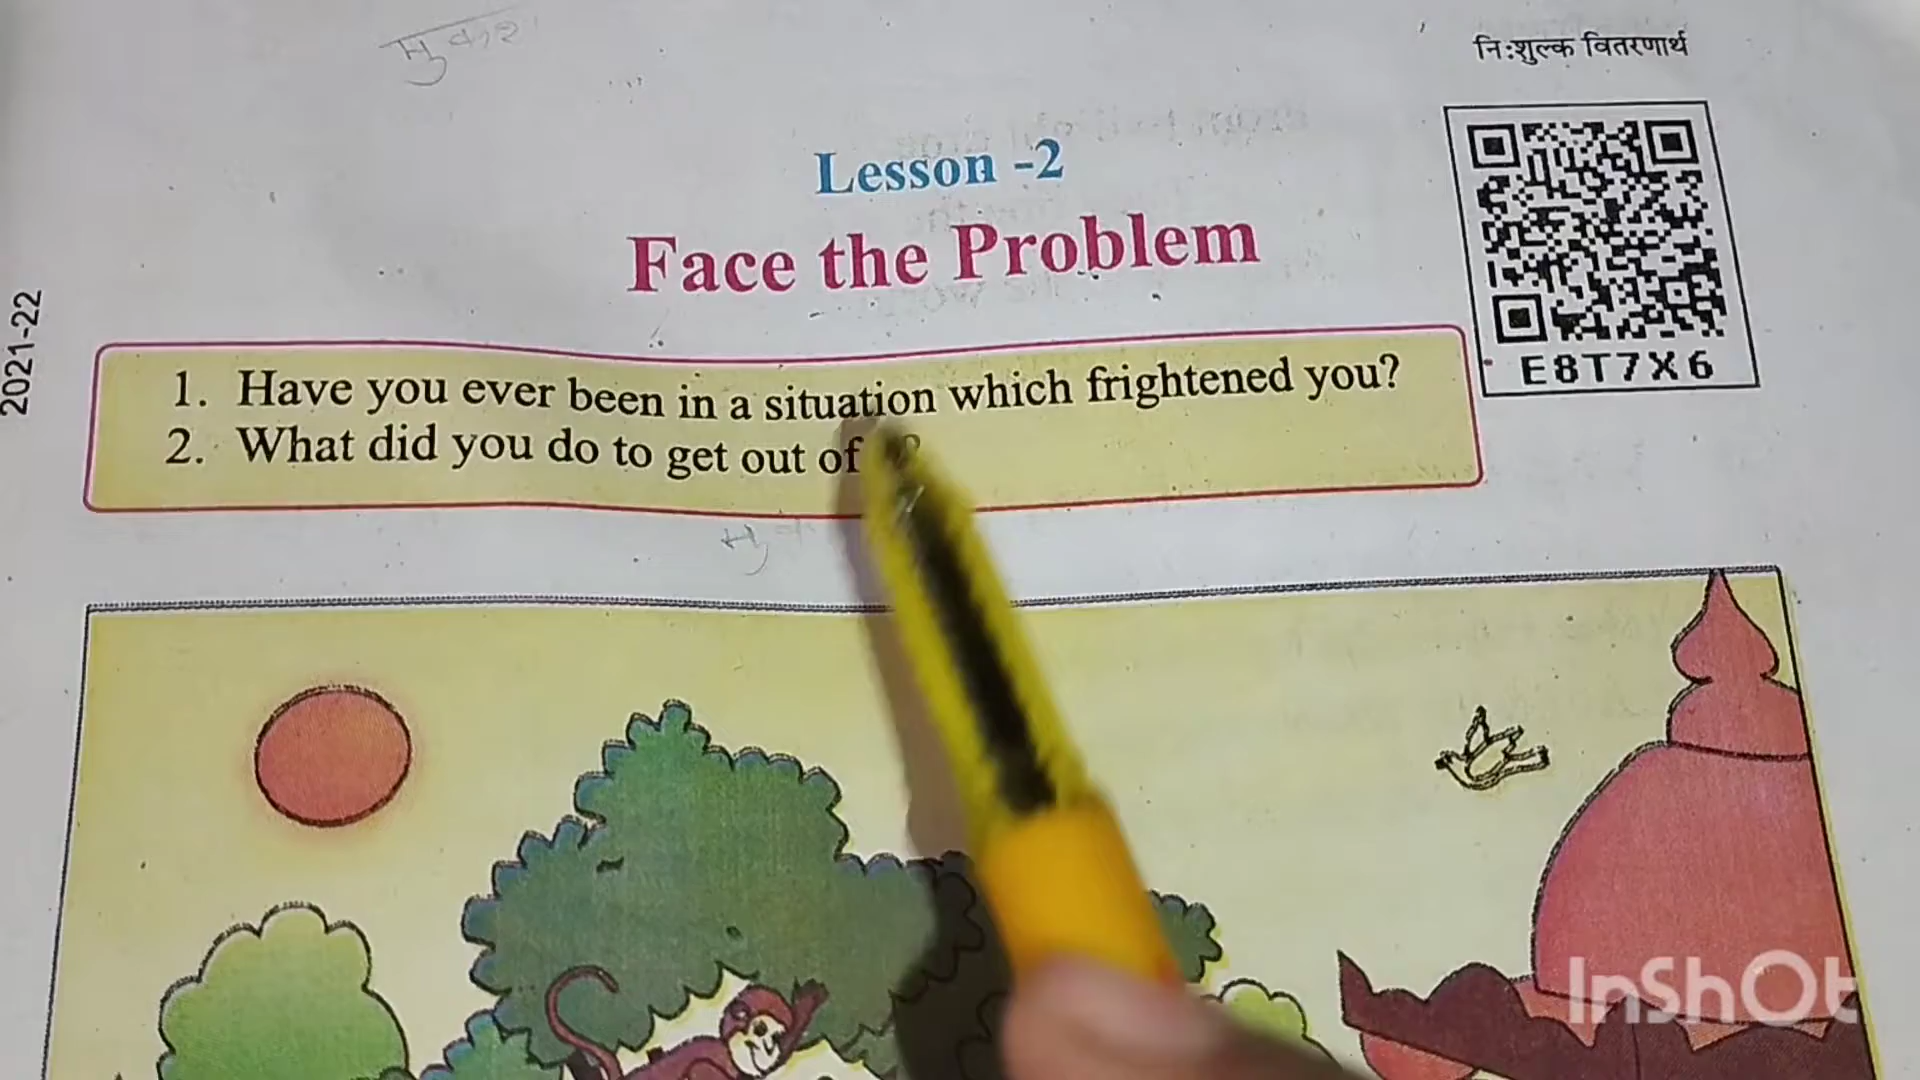 मुकेश
निःशुल्क वितरणार्थ
Lesson -2
Face the Problem
E8T7X6
2021-22
1. Have you ever been in a situation which frightened you?
2. What did you do to get out of ?
InShOt